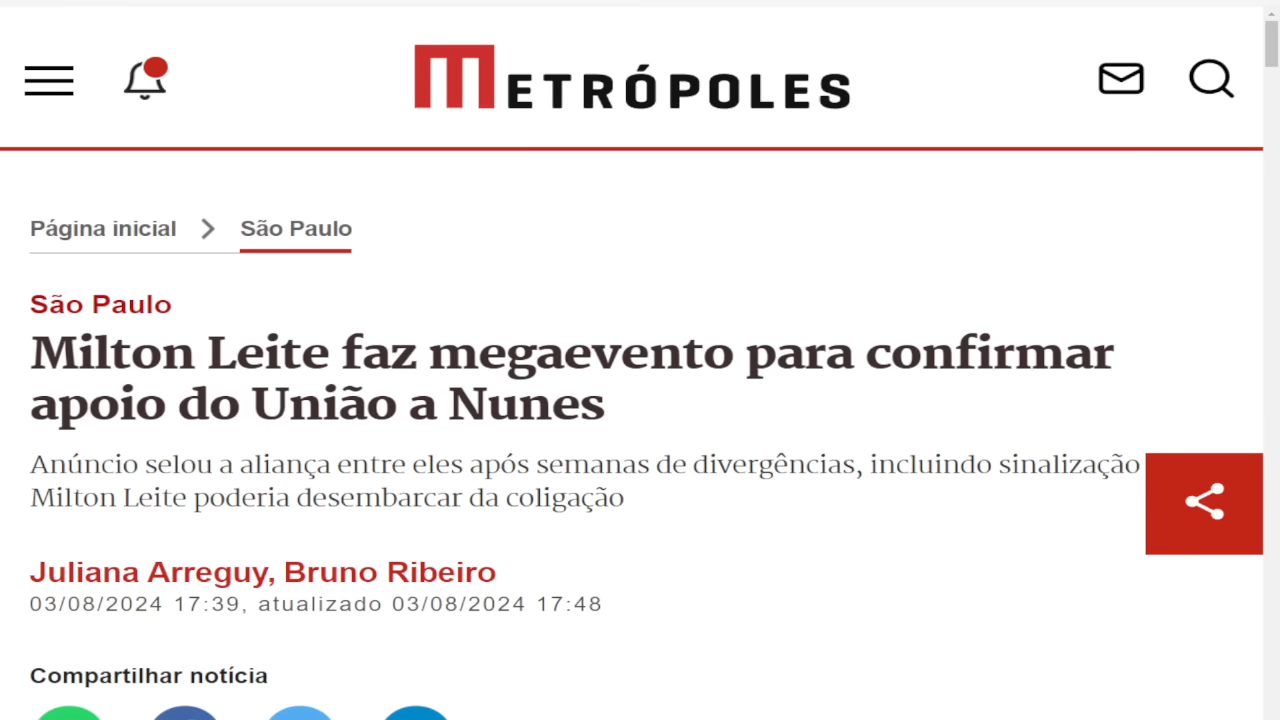 METRÓPOLES
Página inicial
São Paulo
São Paulo
Milton Leite faz megaevento para confirmar
apoio do União a Nunes
Anúncio selou a aliança entre eles após semanas de divergências, incluindo sinalização
Milton Leite poderia desembarcar da coligação
Juliana Arreguy, Bruno Ribeiro
03/08/2024 17:39, atualizado 03/08/2024 17:48
Compartilhar notícia